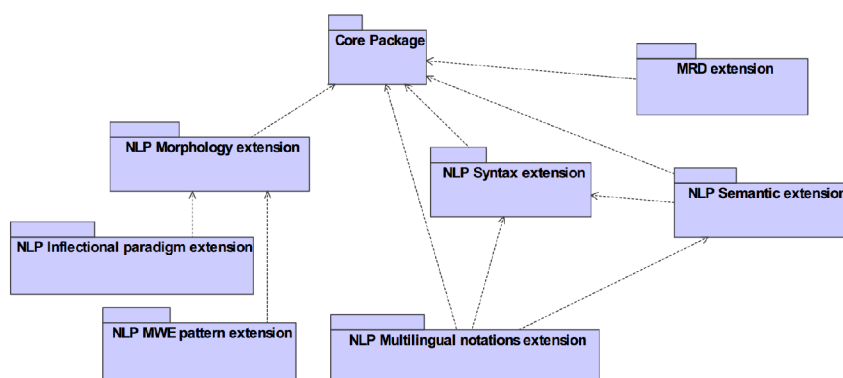 Core Package
MRD extension
NLP Morphology extension
NLP Syntax extension
NLP Semantic extension
NLP Inflectional paradigm extension
NLP MWE pattern extension
NLP Multilingual notations extension